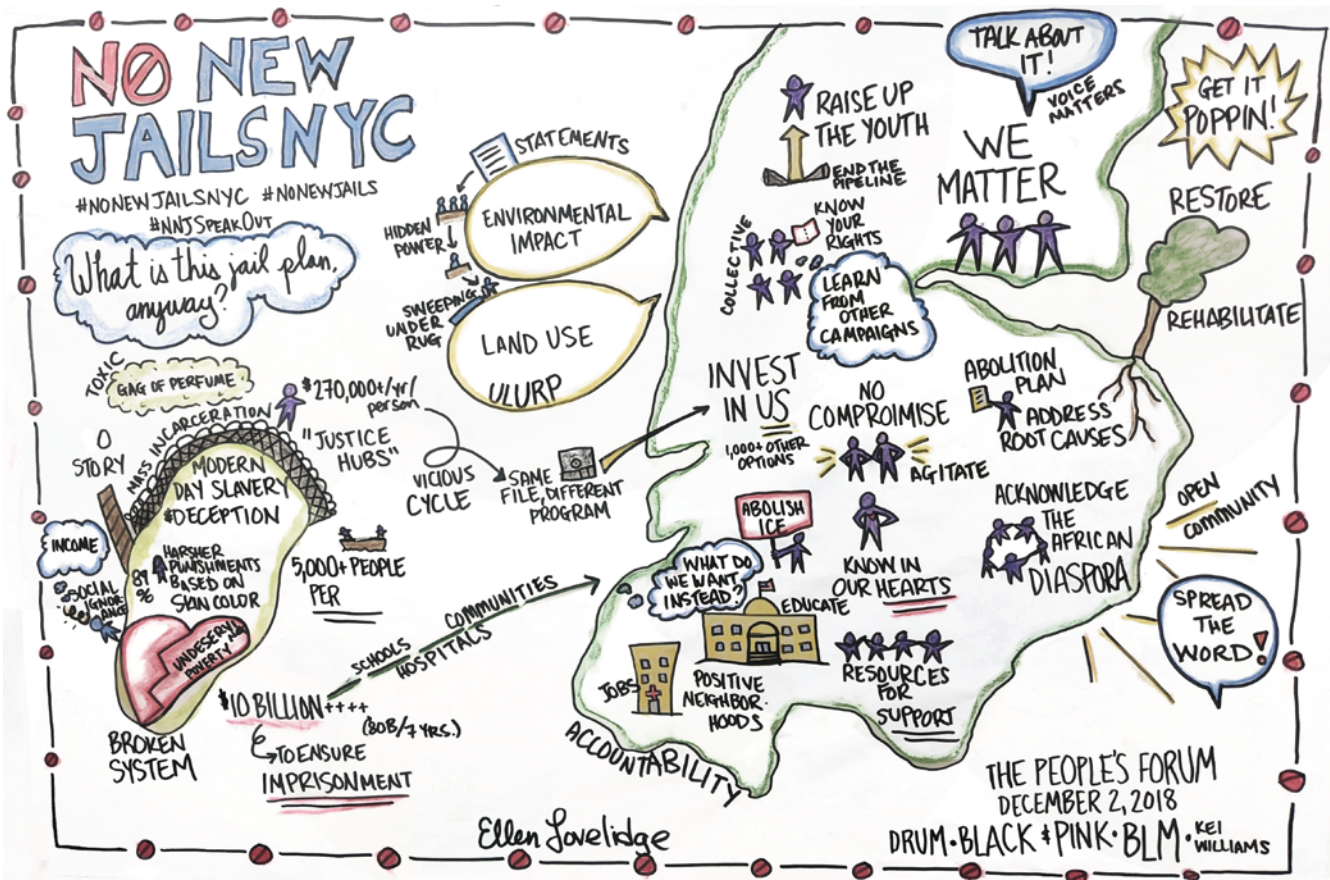 NO NEW
JAILS NYC
#NONEWJAILSNYC #NONEWJAILS
#NNJSPEAKOUT
What is this jail plan,
anyway?
TOXIC
GAG OF PERFUME
MASS INCARCERATION
STORY
MODERN
DAY SLAVERY
&DECEPTION
INCOME
SOCIAL
IGNOR-
ANCE
89
%
HARSHER
PUNISHMENTS
BASED ON
SKIN COLOR
POVERTY
BROKEN
SYSTEM
$270,000+/yr/
person
"JUSTICE
HUBS"
5,000+ PEOPLE
PER
VICIOUS
CYCLE
SAME
FILE, DIFFERENT
PROGRAM
$10 BILLION++++
(80B/7 YRS.)
TO ENSURE
IMPRISONMENT
SCHOOLS
HOSPITALS
COMMUNITIES
STATEMENTS
HIDDEN
POWER
SWEEPING
UNDER
RUG
ENVIRONMENTAL
IMPACT
LAND USE
ULURP
RAISE UP
THE YOUTH
END THE
PIPELINE
COLLECTIVE
KNOW
YOUR
RIGHTS
LEARN
FROM
OTHER
CAMPAIGNS
TALK ABOUT
IT!
VOICE
MATTERS
WE
MATTER
GET IT
POPPIN!
RESTORE
REHABILITATE
INVEST
IN US
1,000+ OTHER
OPTIONS
NO
COMPROIMISE
AGITATE
ABOLITION
PLAN
ADDRESS
ROOT CAUSES
ABOLISH
ICE
WHAT DO
WE WANT
INSTEAD?
KNOW IN
OUR HEARTS
ACKNOWLEDGE
THE
AFRICAN
DIASPORA
OPEN
COMMUNITY
EDUCATE
JOBS
POSITIVE
NEIGHBOR-
HOODS
RESOURCES
FOR
SUPPORT
SPREAD
THE
WORD!
ACCOUNTABILITY
THE PEOPLE'S FORUM
DECEMBER 2, 2018
DRUM • BLACK & PINK • BLM • KEI
WILLIAMS
Ellen Lovelidge